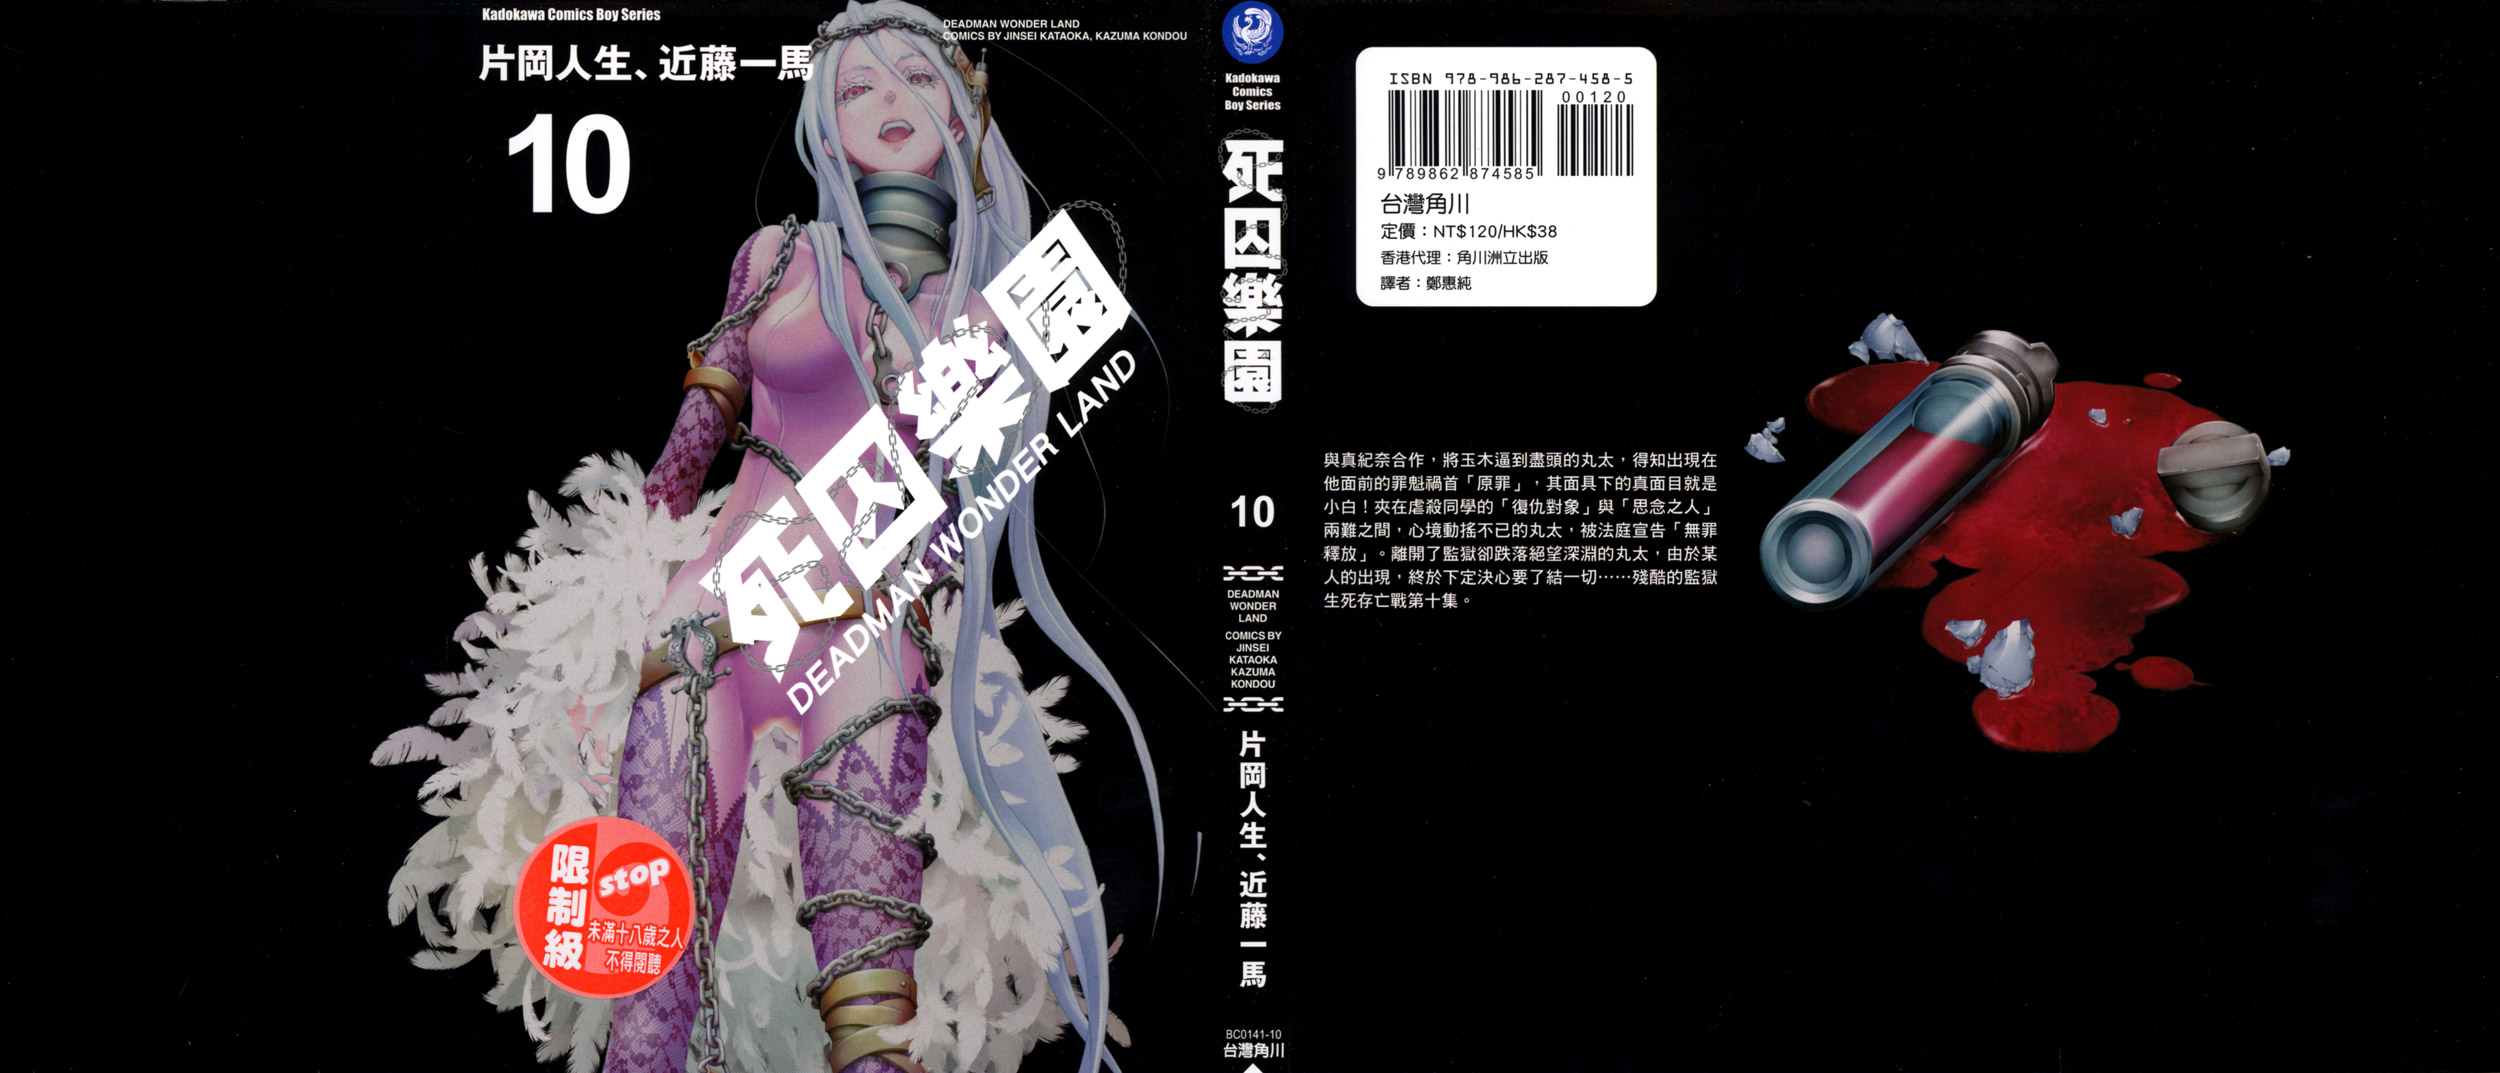 Kadokawa Comics Boy Series
片岡人生、近藤一馬
10
DEADMAN WONDER LAND
COMICS BY JINSEI KATAOKA, KAZUMA KONDOU
死囚樂園
DEADMAN WONDER LAND
限制級
stop
未滿十八歲之人
不得閱聽
Kadokawa
Comics
Boy Series
死囚樂園
10
DEADMAN
WONDER
LAND
COMICS BY
JINSEI
KATAOKA
KAZUMA
KONDOU
片岡人生、近藤一馬
BC0141-10
台灣角川
ISBN 978-986-287-458-5
00120
9 789862 874585
台灣角川
定價：NT$120/HK$38
香港代理：角川洲立出版
譯者：鄭惠純
與真紀奈合作，將玉木逼到盡頭的丸太，得知出現在
他面前的罪魁禍首「原罪」，其面具下的真面目就是
小白！夾在虐殺同學的「復仇對象」與「思念之人」
兩難之間，心境動搖不已的丸太，被法庭宣告「無罪
釋放」。離開了監獄卻跌落絕望深淵的丸太，由於某
人的出現，終於下定決心要了結一切⋯⋯殘酷的監獄
生死存亡戰第十集。